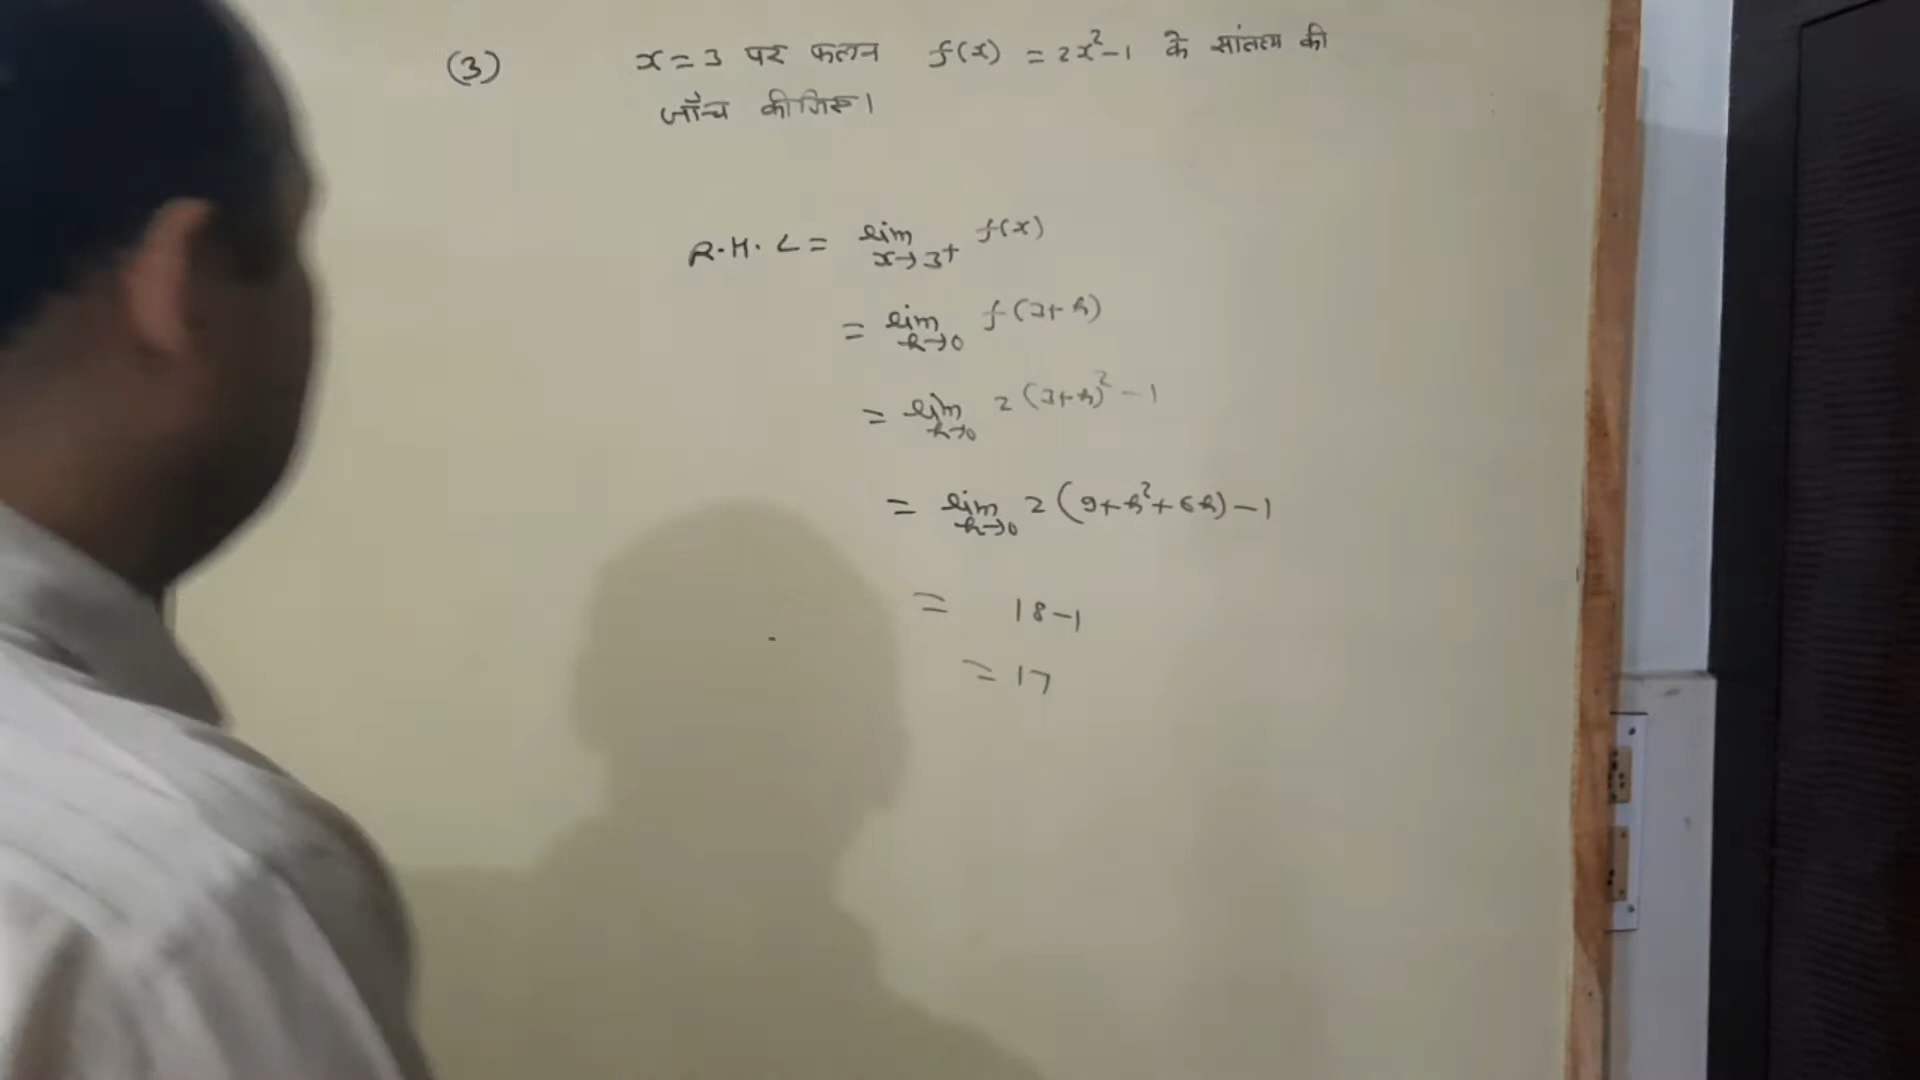 (3) x = 3 पर फलन f(x) = 2x² - 1 के सांतत्य की
जाँच कीजिए।
R.H.L = lim x→3+ f(x)
= lim h→0 f(3+h)
= lim h→0 2(3+h)² - 1
= lim h→0 2(9+h²+6h) - 1
= 18-1
= 17